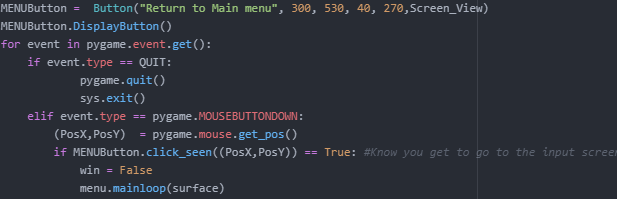 MENUButton =  Button("Return to Main menu", 300, 530, 40, 270,Screen_View)
MENUButton.DisplayButton()
for event in pygame.event.get():
    if event.type == QUIT:
            pygame.quit()
            sys.exit()
    elif event.type == pygame.MOUSEBUTTONDOWN:
        (PosX,PosY)  = pygame.mouse.get_pos()
        if MENUButton.click_seen((PosX,PosY)) == True: #Know you get to go to the input screen
            win = False
            menu.mainloop(surface)